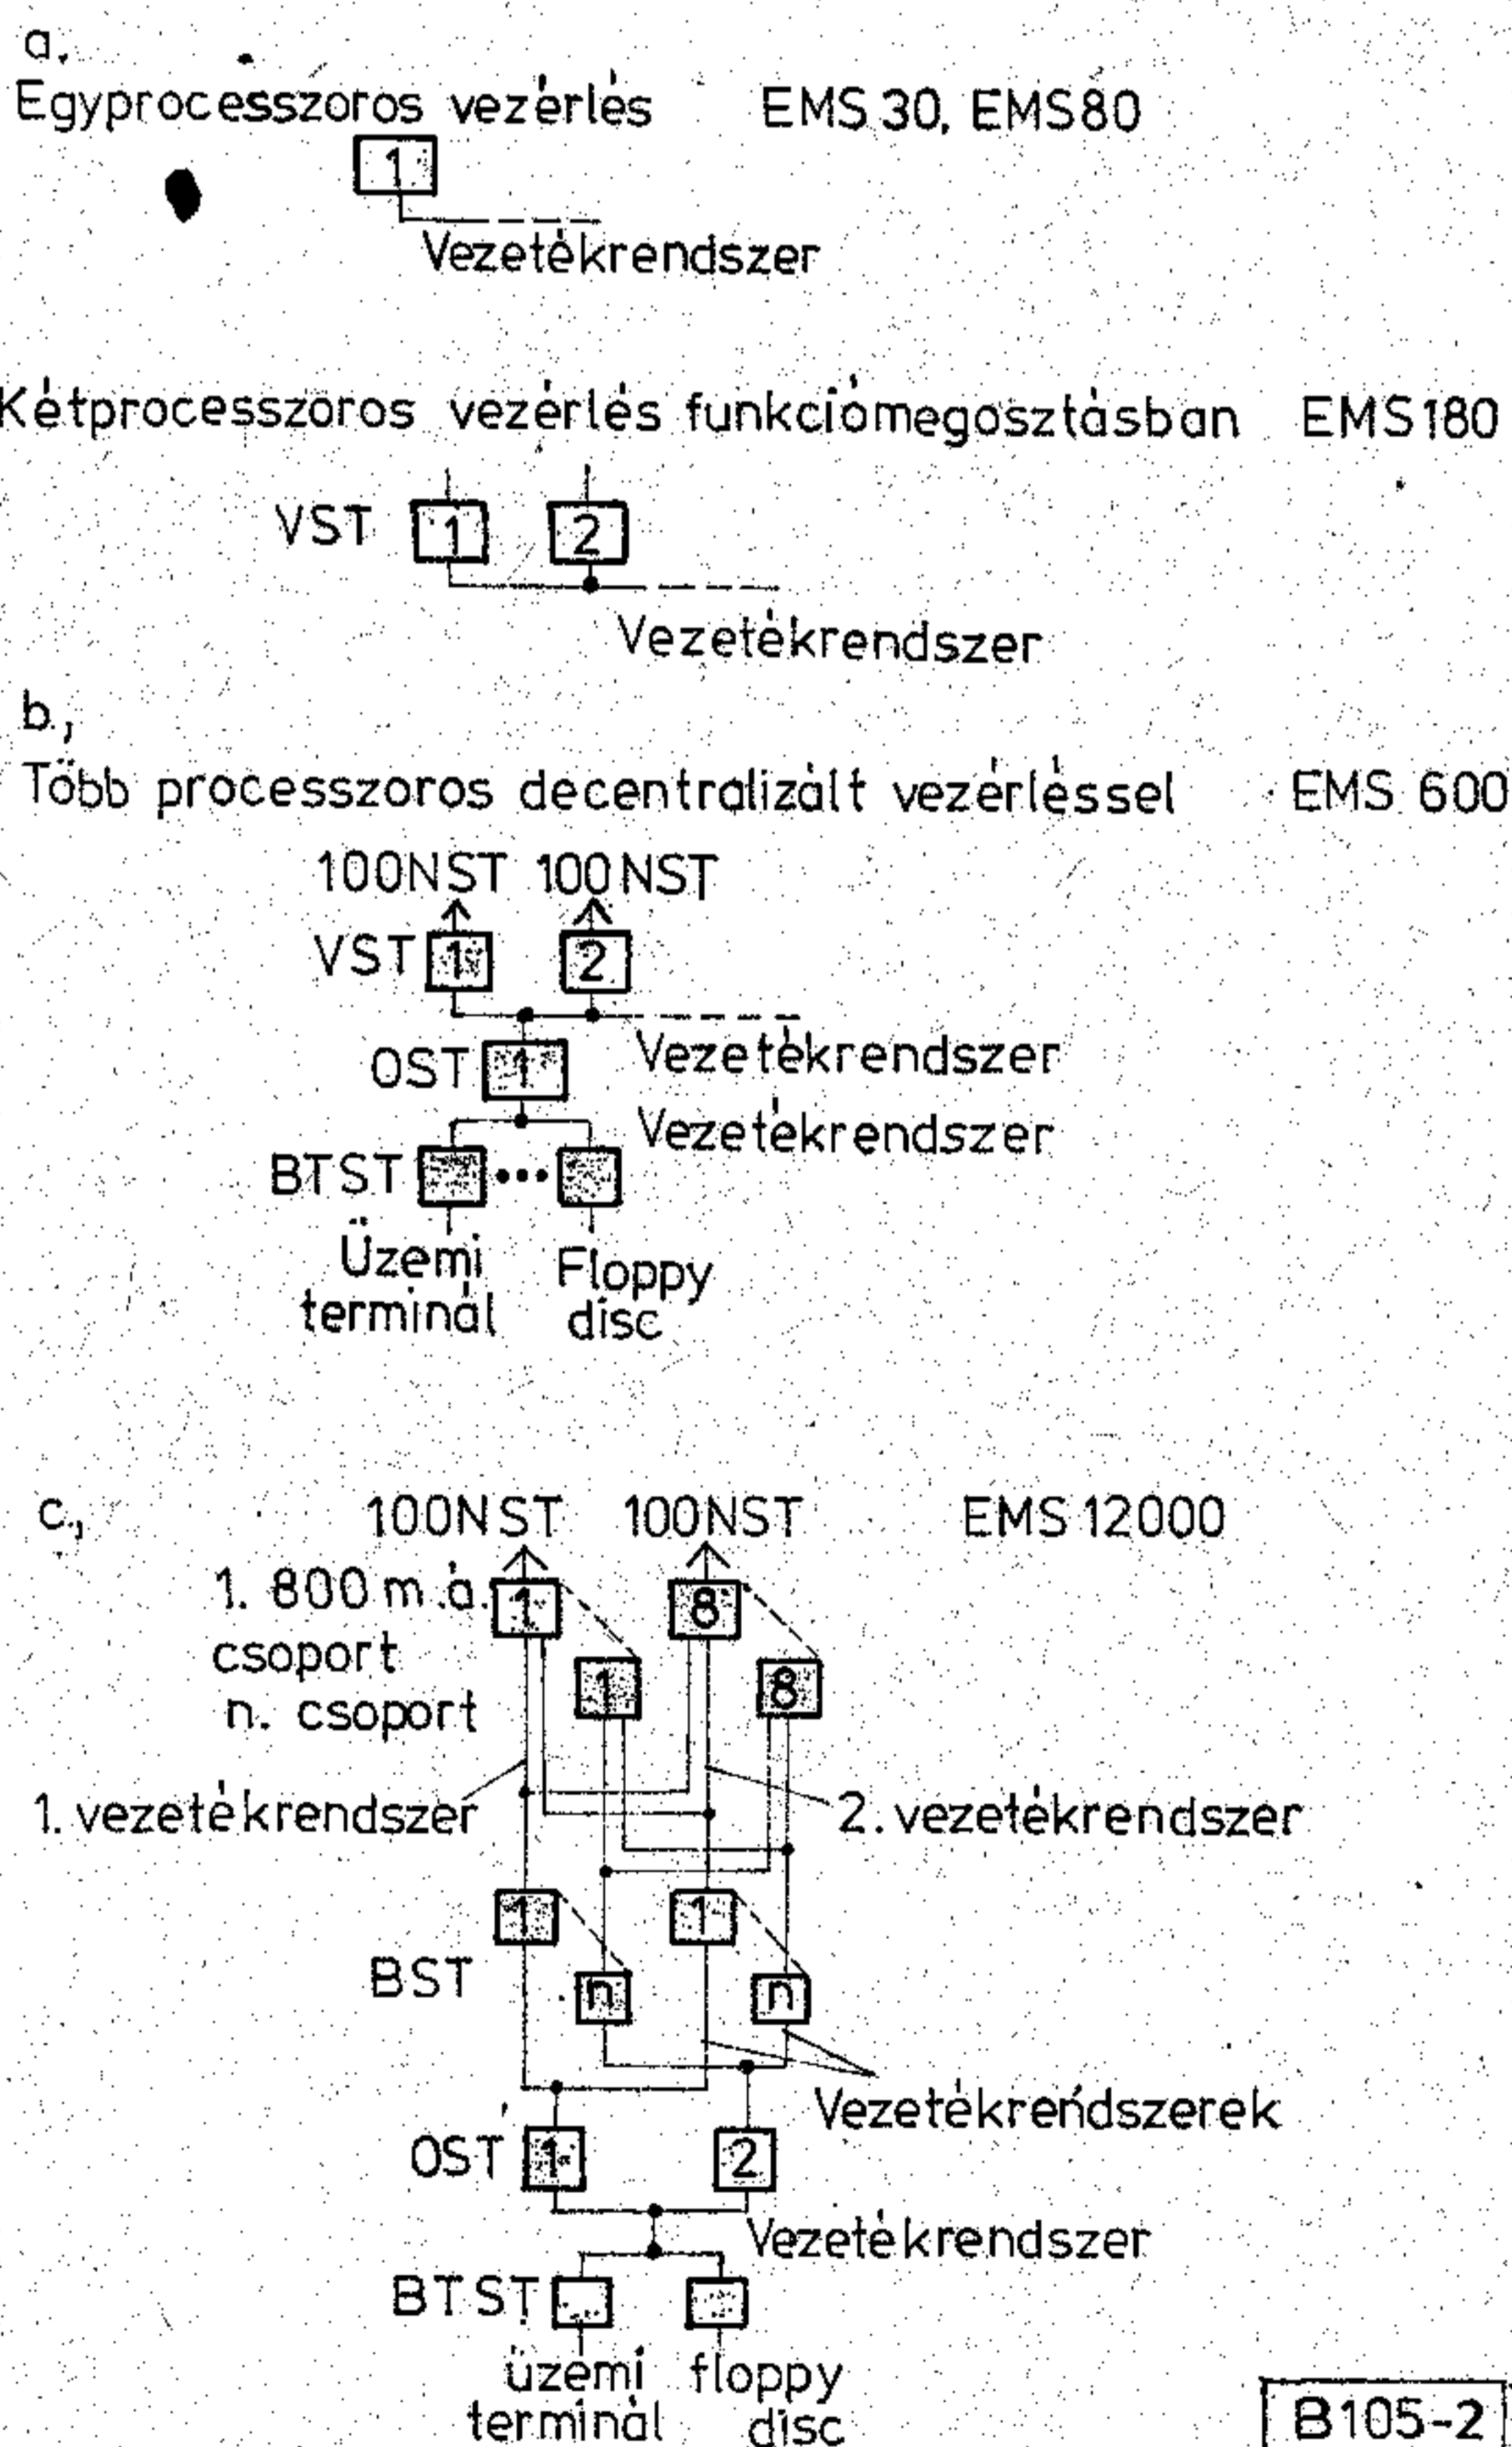 a.
Egyprocesszoros vezérlés EMS 30, EMS80
1
Vezetékrendszer
Kétprocesszoros vezérlés funkciómegosztásban EMS180
VST 1 2
Vezetékrendszer
b.,
Több processzoros decentralizált vezérléssel EMS 600
100NST 100NST
VST 1 2
OST 1 Vezetékrendszer
Vezetékrendszer
BTST
Üzemi terminál
Floppy disc
c., 100NST 100NST EMS 12000
1. 800 m.á. 1 8
csoport 1 8
n. csoport
1. vezetékrendszer 2. vezetékrendszer
1 1
BST n n
Vezetékrendszerek
OST 1 2
Vezetékrendszer
BTST
üzemi terminál
floppy disc
B105-2